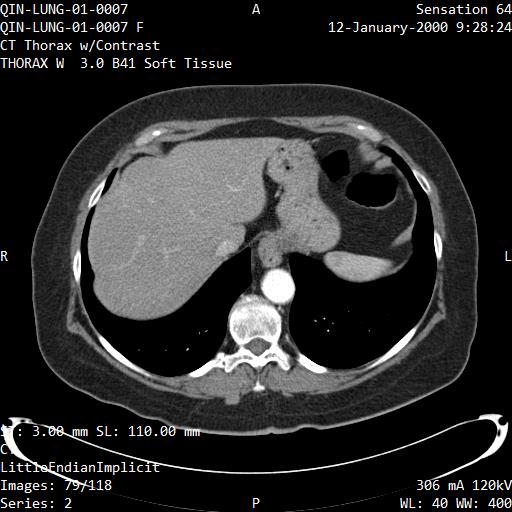 QIN-LUNG-01-0007
A
Sensation 64
QIN-LUNG-01-0007 F
12-January-2000 9:28:24
CT Thorax w/Contrast
THORAX W 3.0 B41 Soft Tissue
R
L
: 3.00 mm SL: 110.00 mm
LittleEndianImplicit
Images: 79/118
306 mA 120kV
Series: 2
P
WL: 40 WW: 400